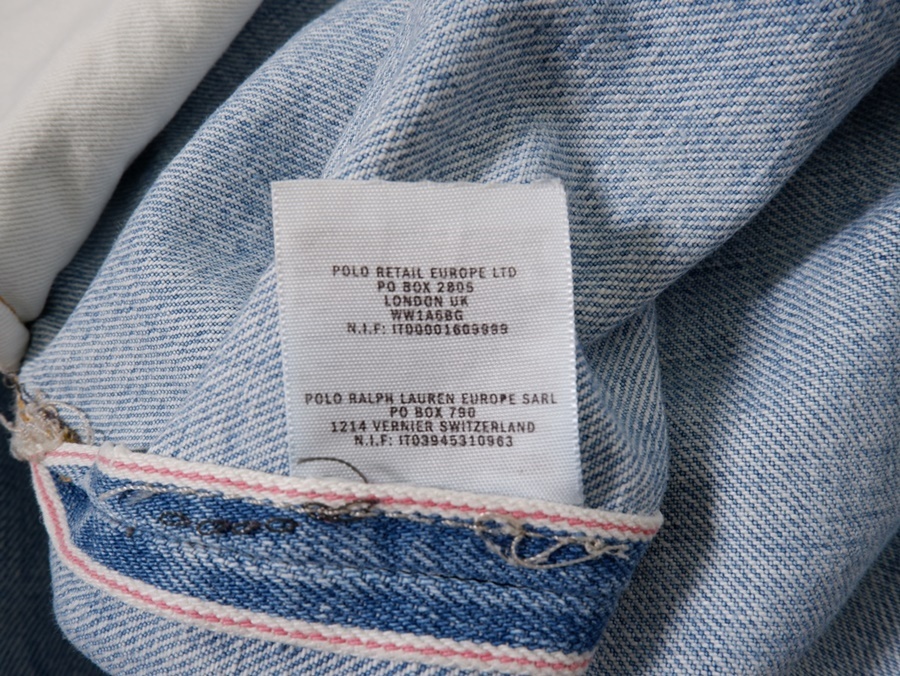 POLO RETAIL EUROPE LTD
PO BOX 2805
LONDON UK
WW1A6BG
N.I.F: IT00001609999
POLO RALPH LAUREN EUROPE SARL
PO BOX 790
1214 VERNIER SWITZERLAND
N.I.F: IT03945310963